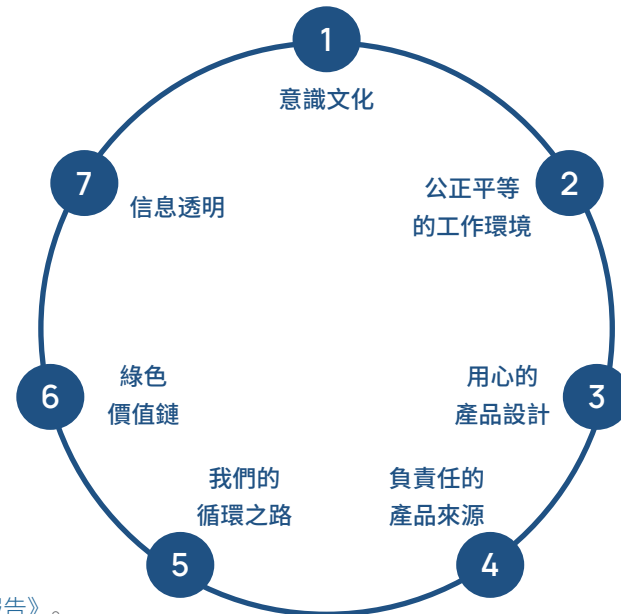 1
意識文化
2
公正平等
的工作環境
3
用心的
產品設計
4
負責任的
產品來源
5
我們的
循環之路
6
綠色
價值鏈
7
信息透明
告》。